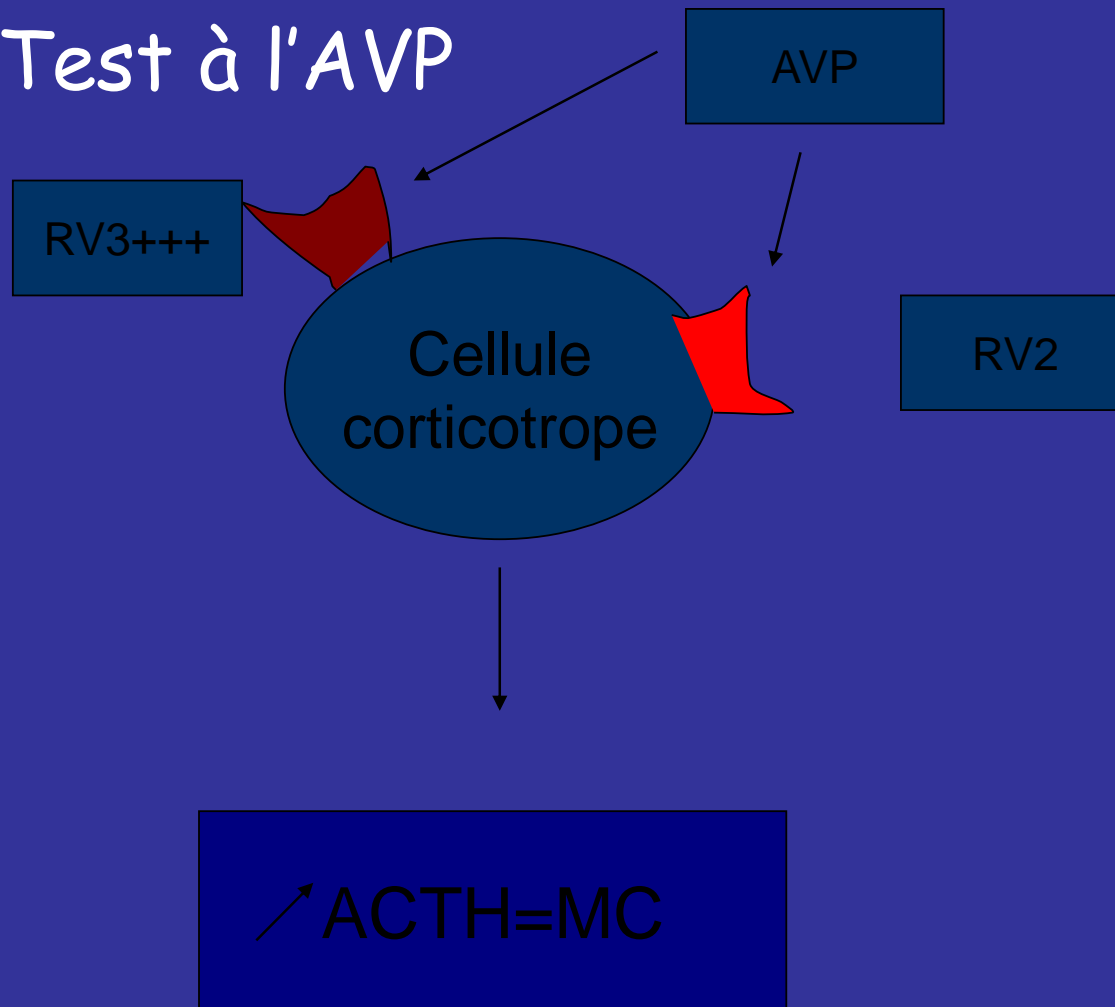 Test à l'AVP
AVP
RV3+++
RV2
Cellule
corticotrope
ACTH=MC